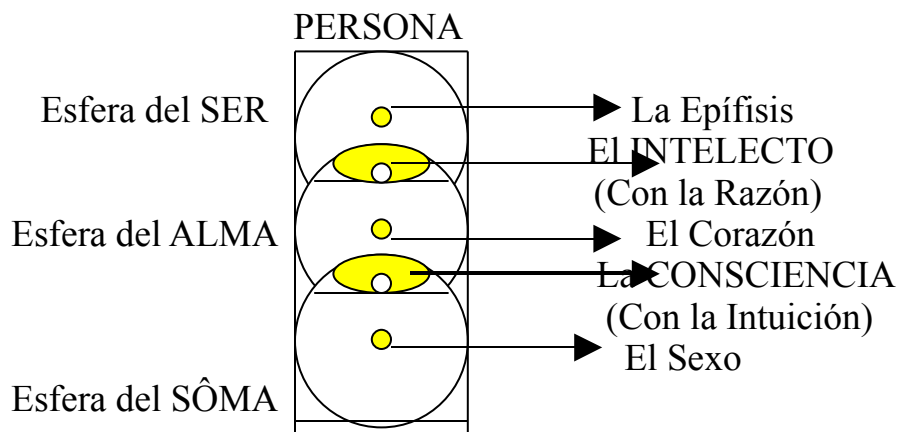 PERSONA
Esfera del SER
La Epífisis
El INTELECTO
(Con la Razón)
Esfera del ALMA
El Corazón
La CONSCIENCIA
(Con la Intuición)
El Sexo
Esfera del SÔMA